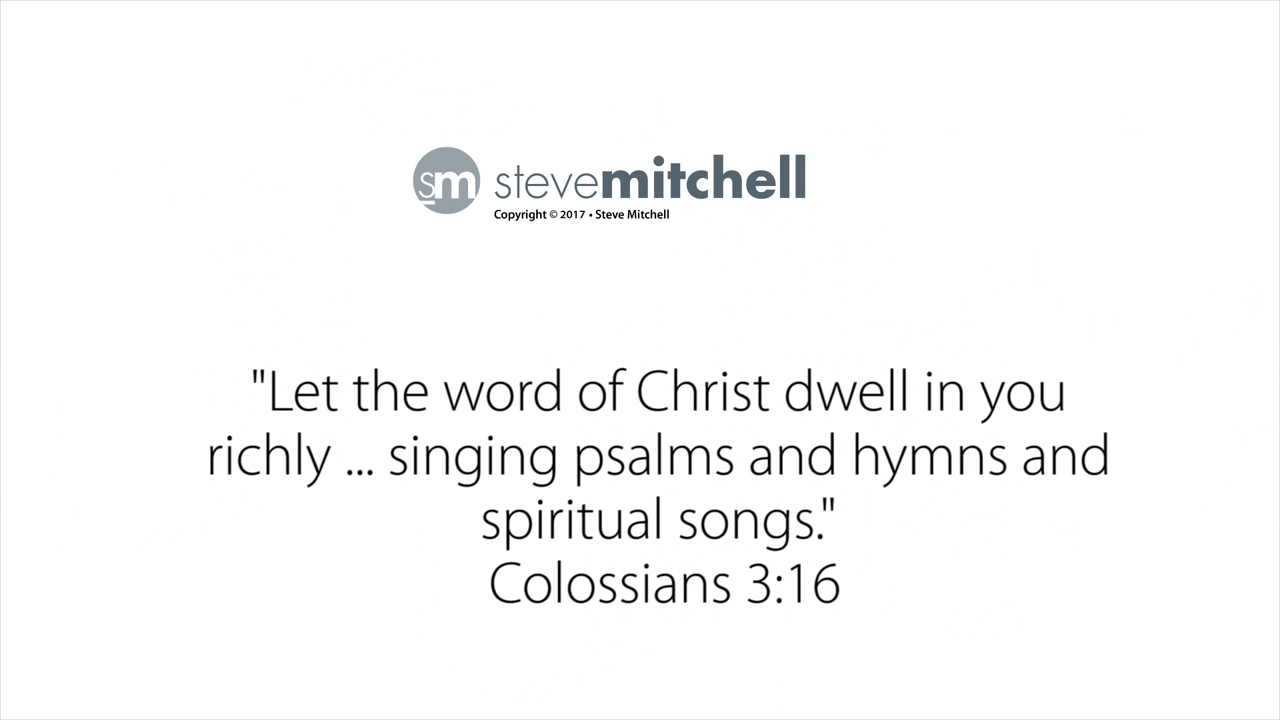 sm stevemitchell
Copyright © 2017 • Steve Mitchell
"Let the word of Christ dwell in you
richly ... singing psalms and hymns and
spiritual songs."
Colossians 3:16